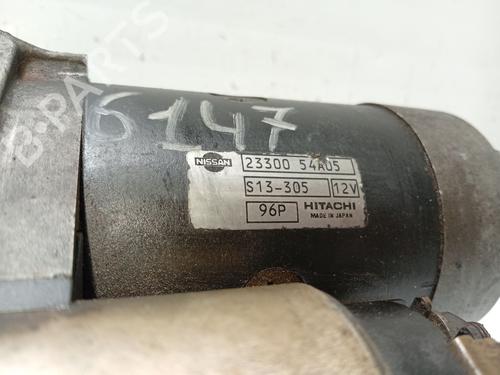 6147
NISSAN 23300 54A05
S13-305 12V
96P HITACHI
MADE IN JAPAN
B-PARTS